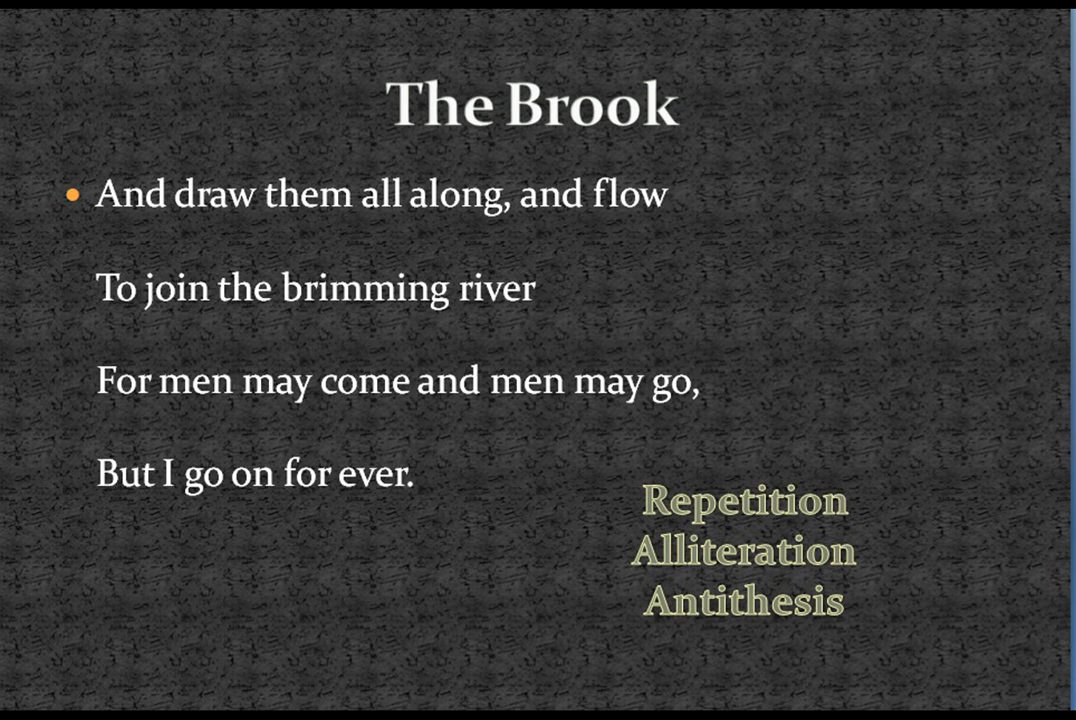 The Brook
• And draw them all along, and flow
To join the brimming river
For men may come and men may go,
But I go on for ever.
Repetition
Alliteration
Antithesis